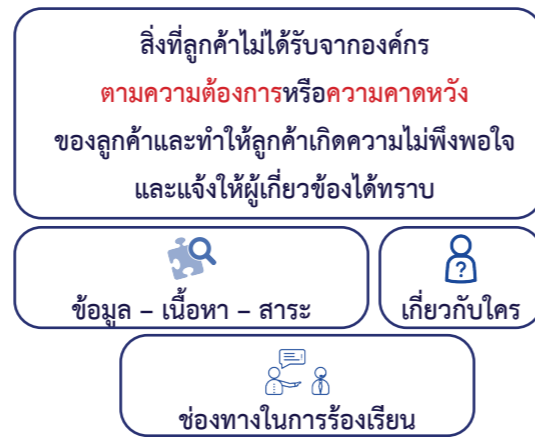 สิ่งที่ลูกค้าไม่ได้รับจากองค์กร
ตามความต้องการหรือความคาดหวัง
ของลูกค้าและทำให้ลูกค้าเกิดความไม่พึงพอใจ
และแจ้งให้ผู้เกี่ยวข้องได้ทราบ
ข้อมูล – เนื้อหา – สาระ
?
เกี่ยวกับใคร
ช่องทางในการร้องเรียน